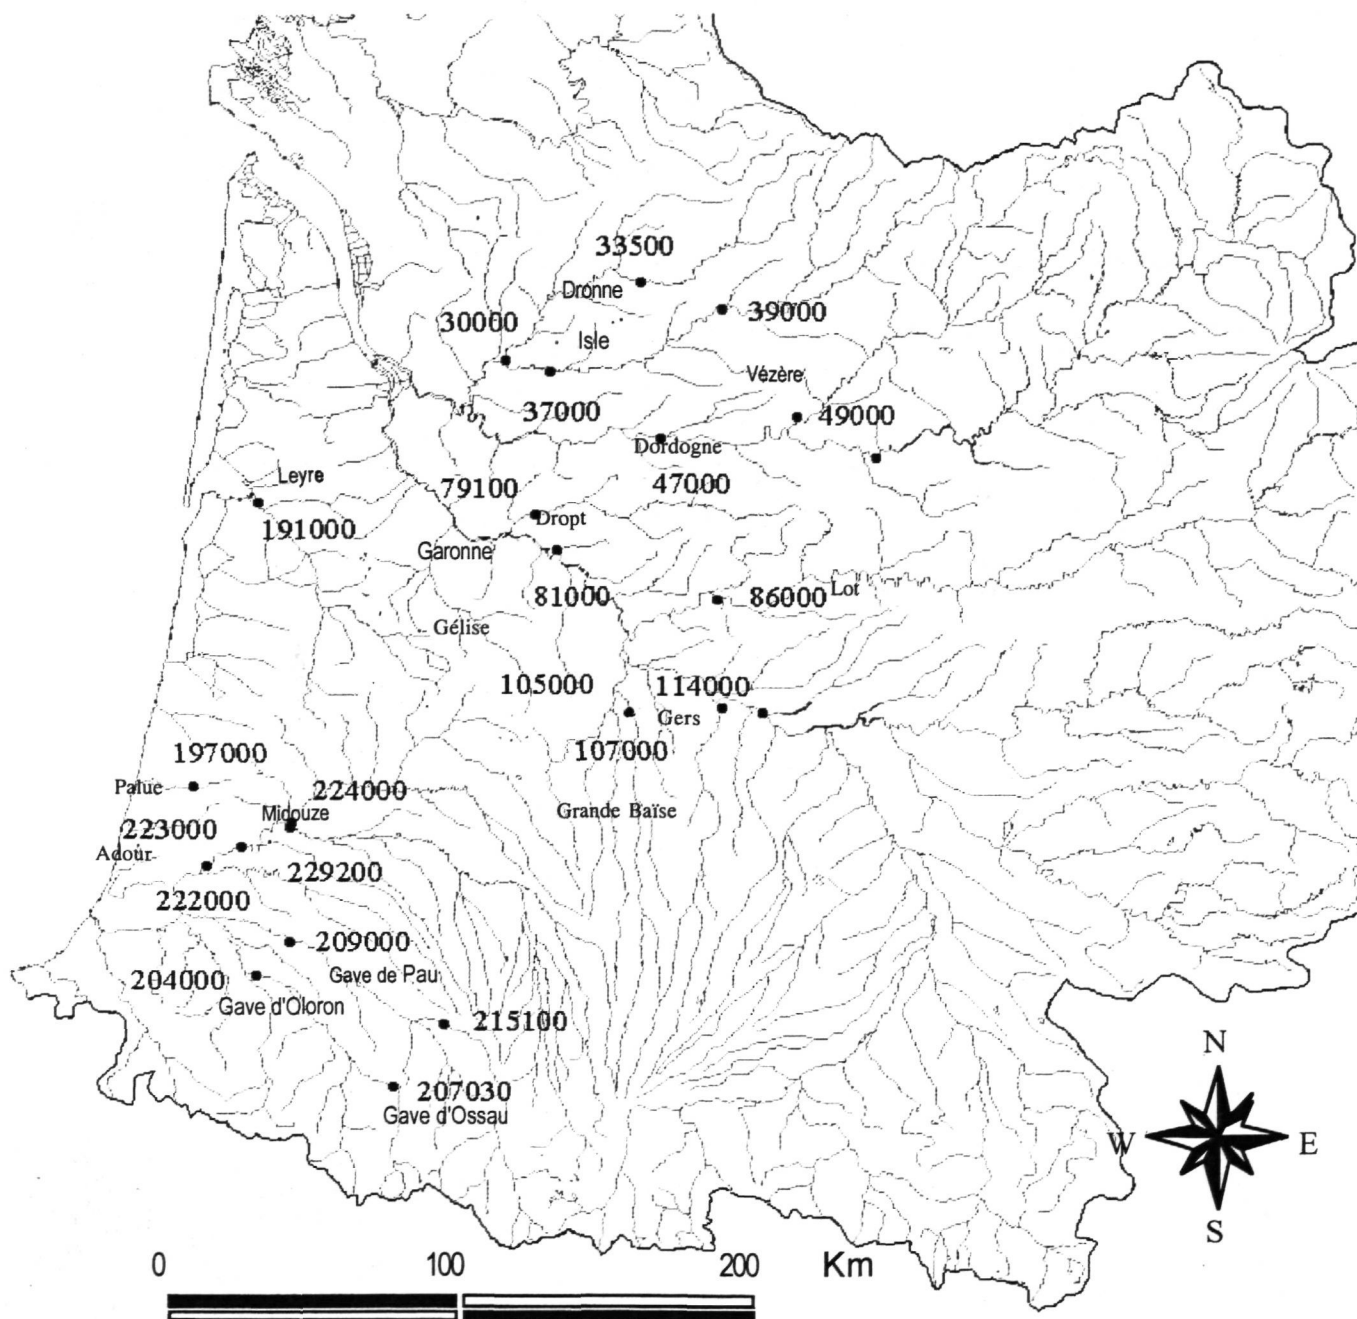 33500
Dronne
39000
30000
Isle
Vézère
37000
49000
Dordogne
Leyre
79100
47000
191000
Dropt
Garonne
81000
86000
Lot
Gélise
105000
114000
Gers
107000
197000
Palue
224000
Midouze
Grande Baïse
223000
Adour
229200
222000
209000
204000
Gave de Pau
Gave d'Oloron
215100
207030
Gave d'Ossau
N
W
E
S
0 100 200 Km